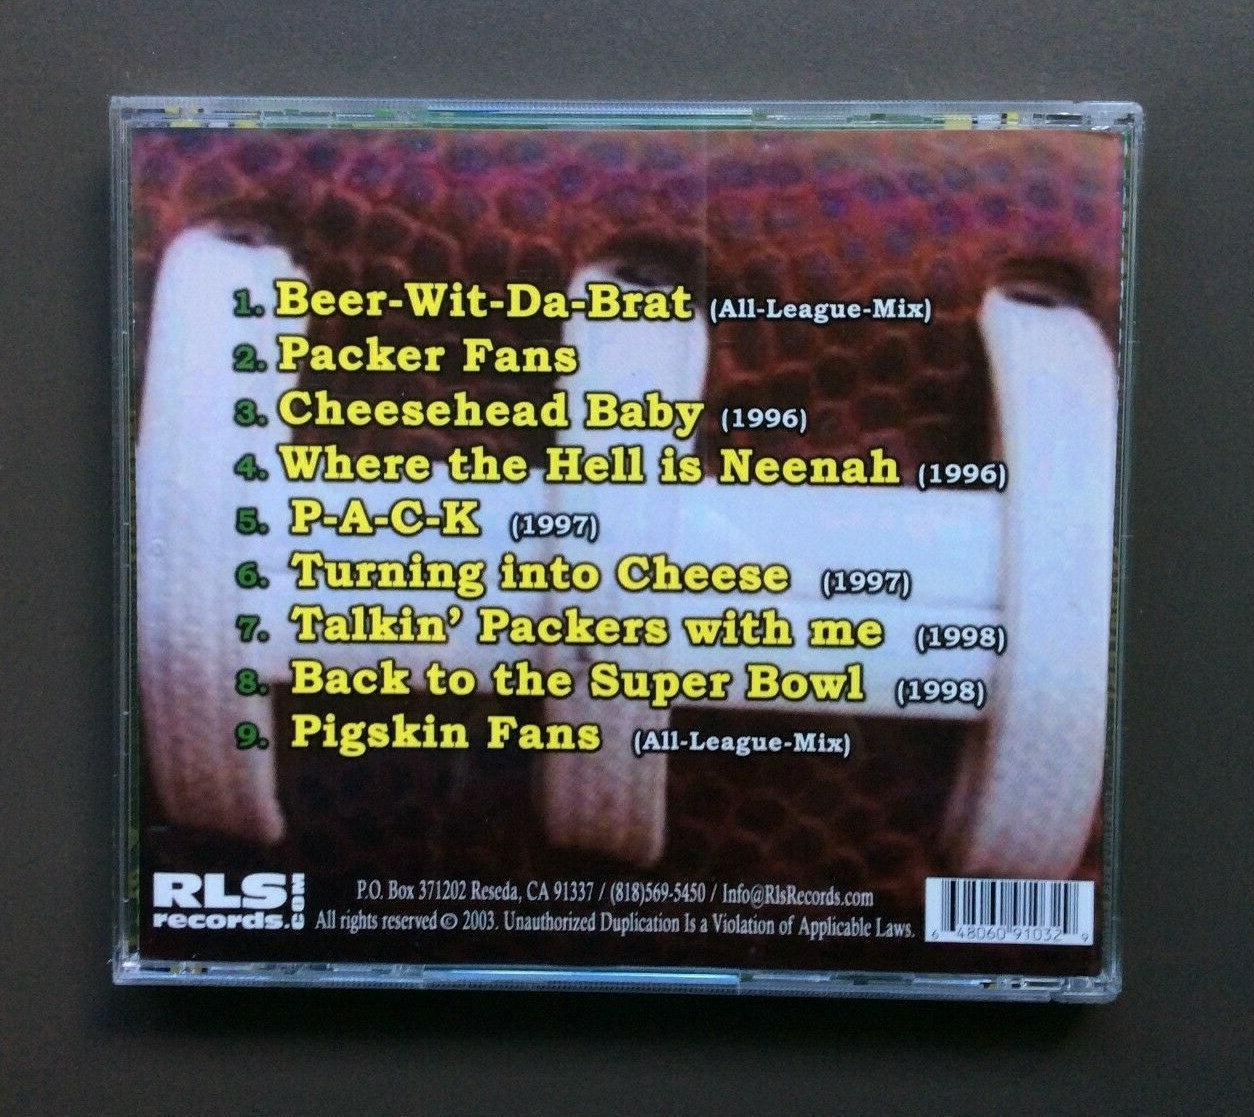 1. Beer-Wit-Da-Brat (All-League-Mix)
2. Packer Fans
3. Cheesehead Baby (1996)
4. Where the Hell is Neenah (1996)
5. P-A-C-K (1997)
6. Turning into Cheese (1997)
7. Talkin' Packers with me (1998)
8. Back to the Super Bowl (1998)
9. Pigskin Fans (All-League-Mix)
RLS
records.com
P.O. Box 371202 Reseda, CA 91337 / (818)569-5450 / Info@RlsRecords.com
All rights reserved © 2003. Unauthorized Duplication Is a Violation of Applicable Laws.
6 48060 91032 9